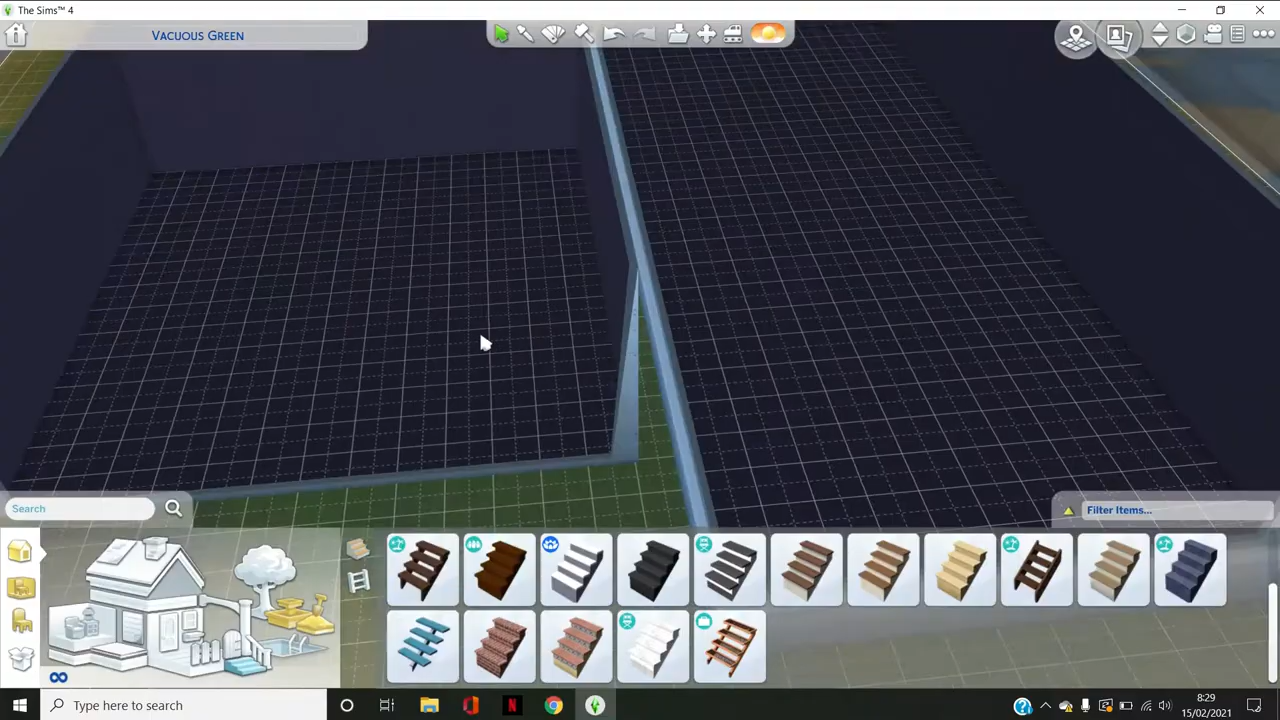 The Sims™ 4
VACUOUS GREEN
Search
Filter Items...
Type here to search
8:29
15/02/2021